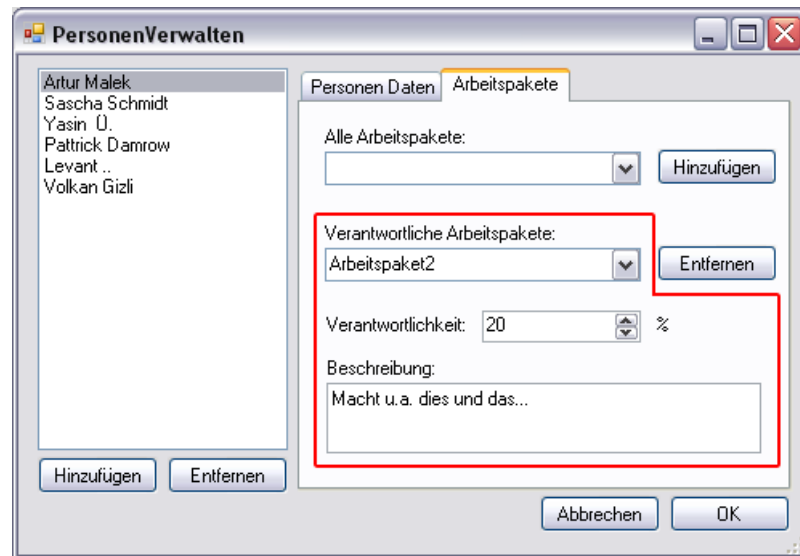 PersonenVerwalten
Artur Malek
Sascha Schmidt
Yasin Ü.
Pattrick Damrow
Levant ..
Volkan Gizli
Hinzufügen
Entfernen
Personen Daten
Arbeitspakete
Alle Arbeitspakete:
Hinzufügen
Verantwortliche Arbeitspakete:
Arbeitspaket2
Entfernen
Verantwortlichkeit: 20 %
Beschreibung:
Macht u.a. dies und das...
Abbrechen
OK